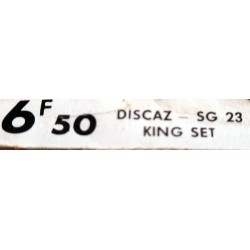 6F50
DISCAZ - SG 23
KING SET